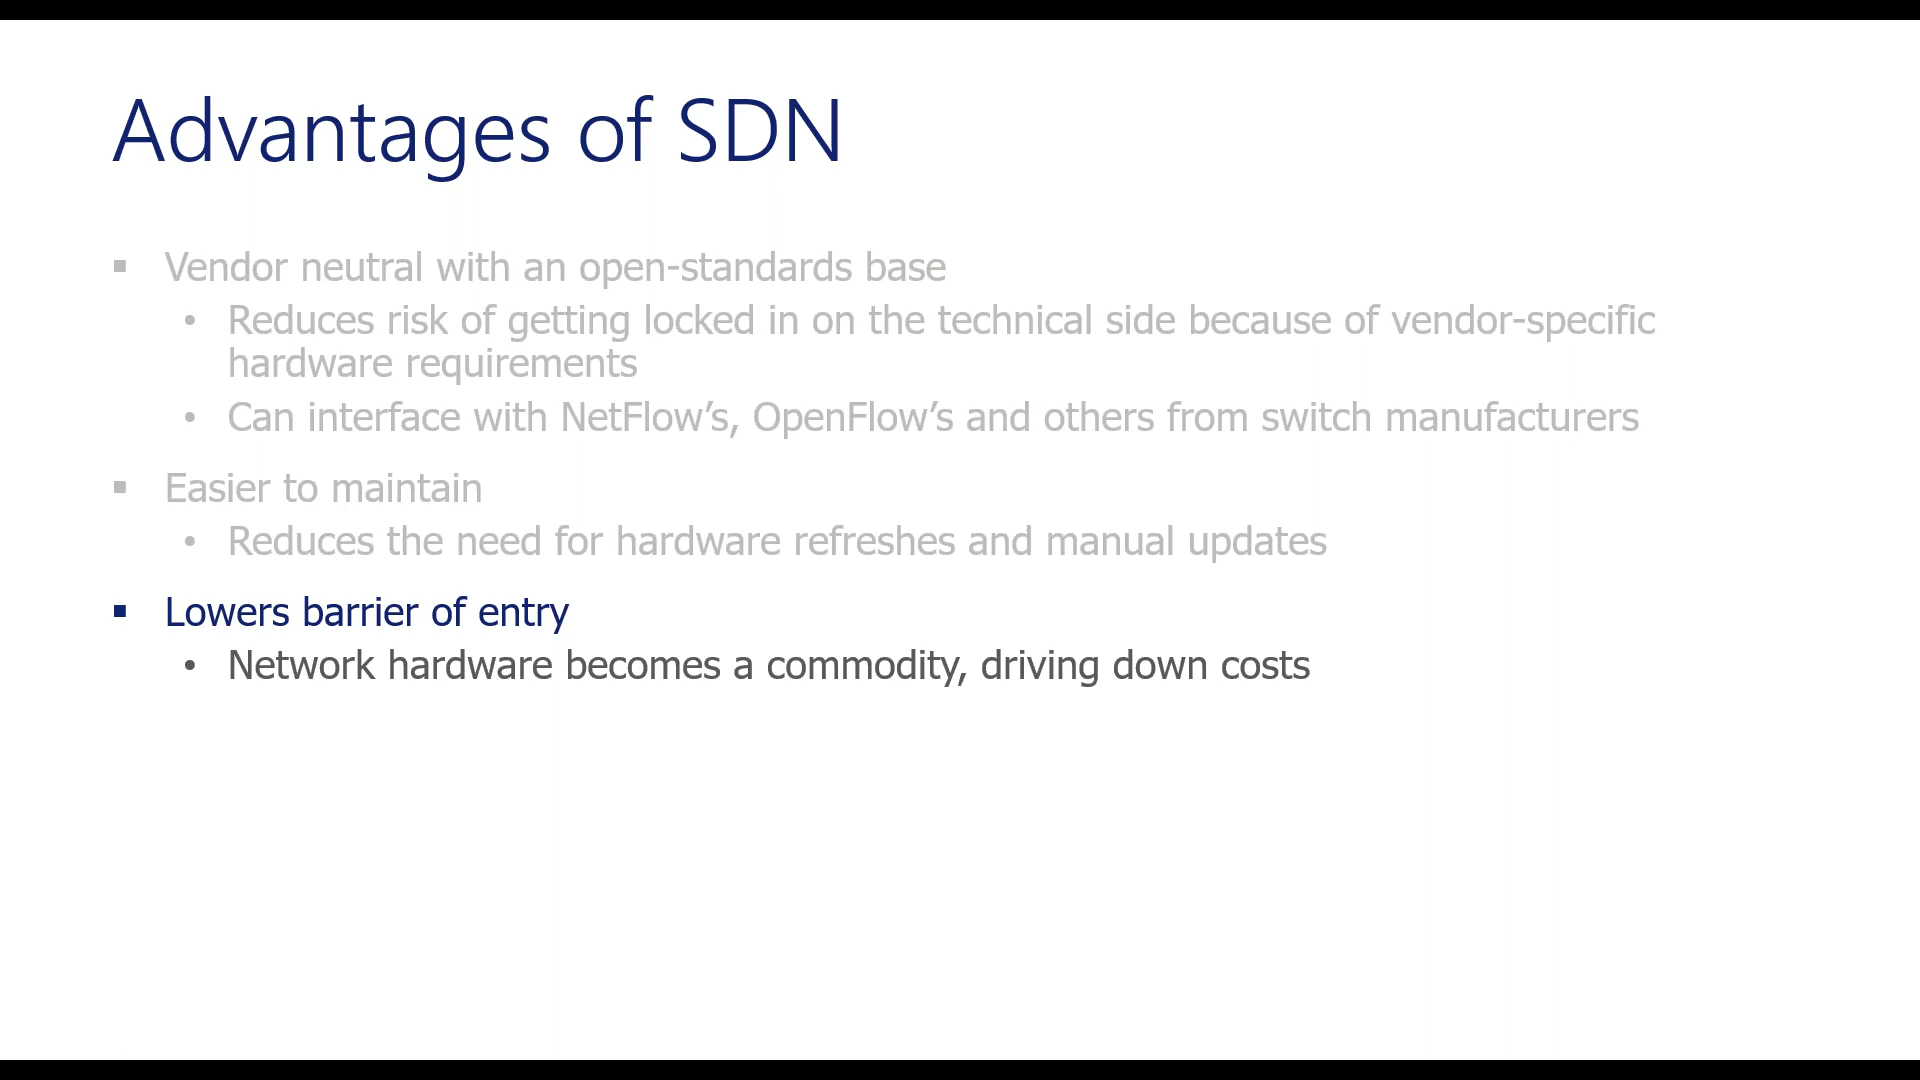 Advantages of SDN
▪ Vendor neutral with an open-standards base
• Reduces risk of getting locked in on the technical side because of vendor-specific
hardware requirements
• Can interface with NetFlow’s, OpenFlow’s and others from switch manufacturers
▪ Easier to maintain
• Reduces the need for hardware refreshes and manual updates
▪ Lowers barrier of entry
• Network hardware becomes a commodity, driving down costs